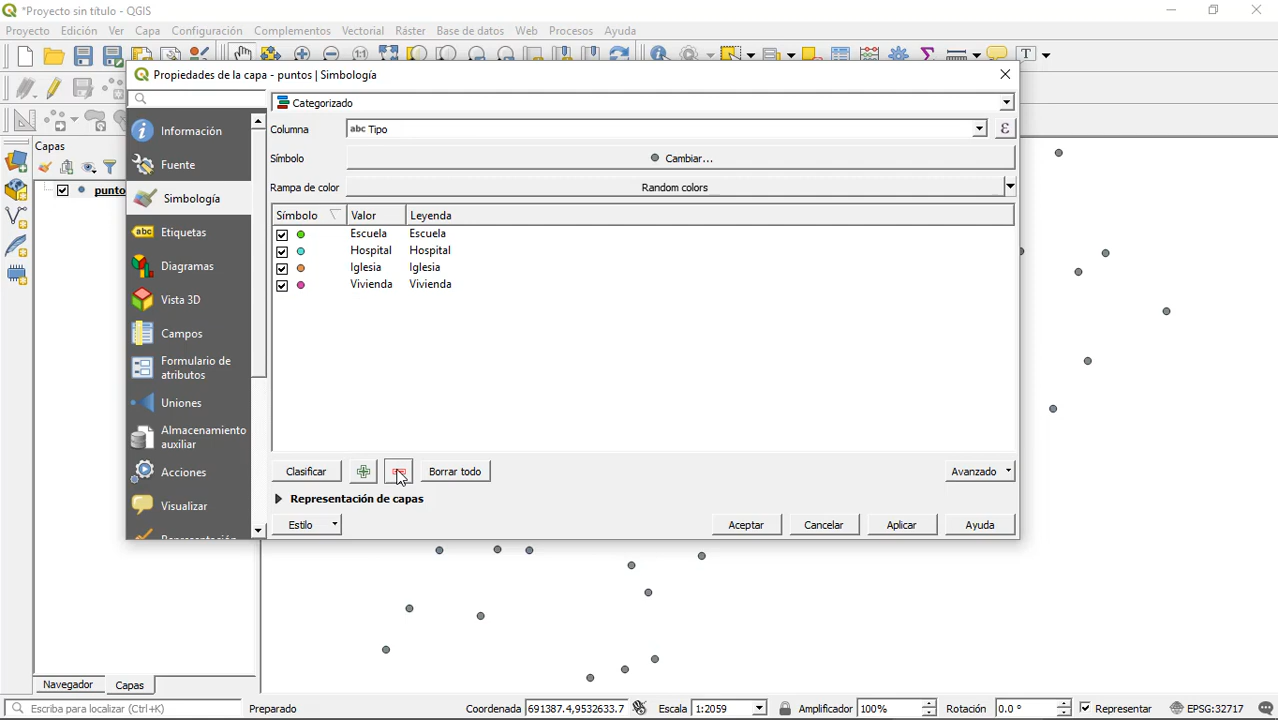 *Proyecto sin título - QGIS
Proyecto Edición Ver Capa Configuración Complementos Vectorial Ráster Base de datos Web Procesos Ayuda
Propiedades de la capa - puntos | Simbología
Capas
punto
Información
Fuente
Simbología
Etiquetas
Diagramas
Vista 3D
Campos
Formulario de
atributos
Uniones
Almacenamiento
auxiliar
Acciones
Visualizar
Categorizado
Columna abc Tipo ε
Símbolo Cambiar...
Rampa de color Random colors
Símbolo Valor Leyenda
Escuela Escuela
Hospital Hospital
Iglesia Iglesia
Vivienda Vivienda
Clasificar Borrar todo Avanzado
Representación de capas
Estilo Aceptar Cancelar Aplicar Ayuda
Navegador Capas
Escriba para localizar (Ctrl+K) Preparado Coordenada 691387.4,9532633.7 Escala 1:2059 Amplificador 100% Rotación 0.0 ° Representar EPSG:32717